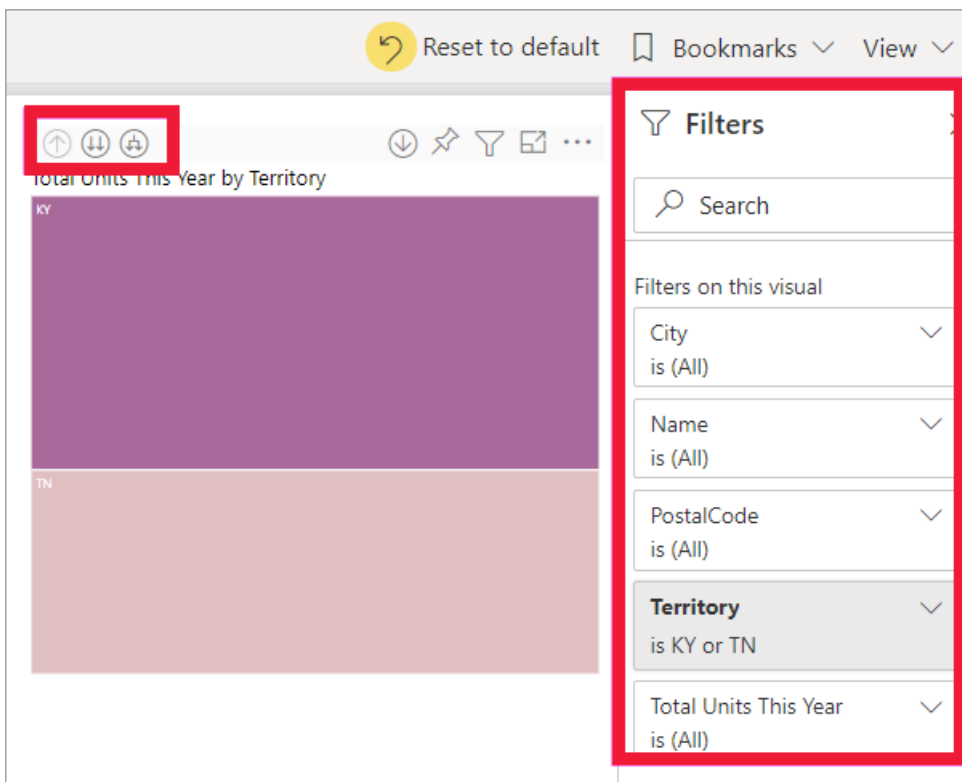 Reset to default
Bookmarks
View
Filters
Total Units This Year by Territory
KY
TN
Search
Filters on this visual
City
is (All)
Name
is (All)
PostalCode
is (All)
Territory
is KY or TN
Total Units This Year
is (All)